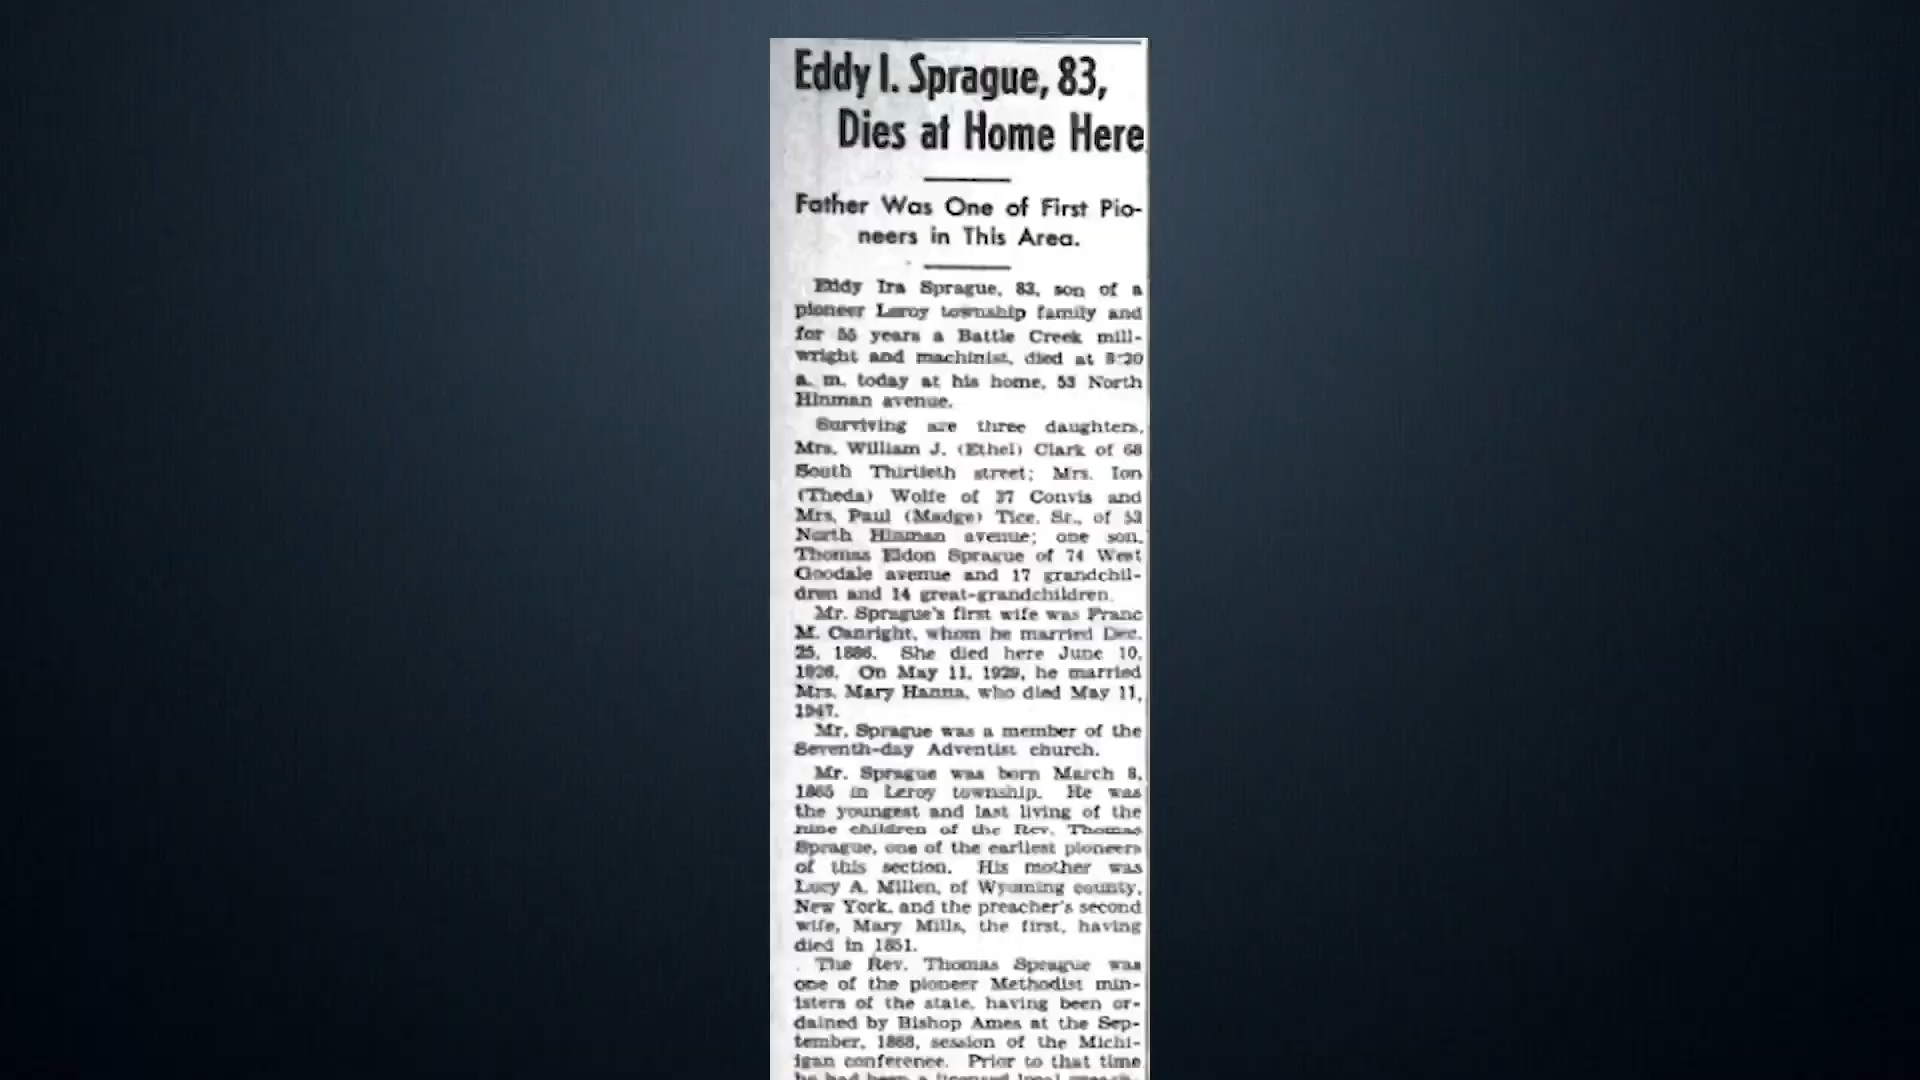 Eddy I. Sprague, 83,
Dies at Home Here
Father Was One of First Pio-
neers in This Area.
Eddy Ira Sprague, 83, son of a
pioneer Leroy township family and
for 55 years a Battle Creek mill-
wright and machinist, died at 8:20
a. m. today at his home, 53 North
Hinman avenue.
Surviving are three daughters,
Mrs. William J. (Ethel) Clark of 68
South Thirtieth street; Mrs. Ion
(Theda) Wolfe of 37 Convis and
Mrs. Paul (Madge) Tice, Sr., of 53
North Hinman avenue; one son,
Thomas Eldon Sprague of 74 West
Goodale avenue and 17 grandchil-
dren and 14 great-grandchildren.
Mr. Sprague's first wife was Franc
M. Canright, whom he married Dec.
25, 1886. She died here June 10,
1926. On May 11, 1929, he married
Mrs. Mary Hanna, who died May 11,
1947.
Mr. Sprague was a member of the
Seventh-day Adventist church.
Mr. Sprague was born March 8,
1865 in Leroy township. He was
the youngest and last living of the
nine children of the Rev. Thomas
Sprague, one of the earliest pioneers
of this section. His mother was
Lucy A. Millen, of Wyoming county,
New York, and the preacher's second
wife, Mary Mills, the first, having
died in 1851.
The Rev. Thomas Sprague was
one of the pioneer Methodist min-
isters of the state, having been or-
dained by Bishop Ames at the Sep-
tember, 1868, session of the Michi-
igan conference. Prior to that time
he had been a licensed local